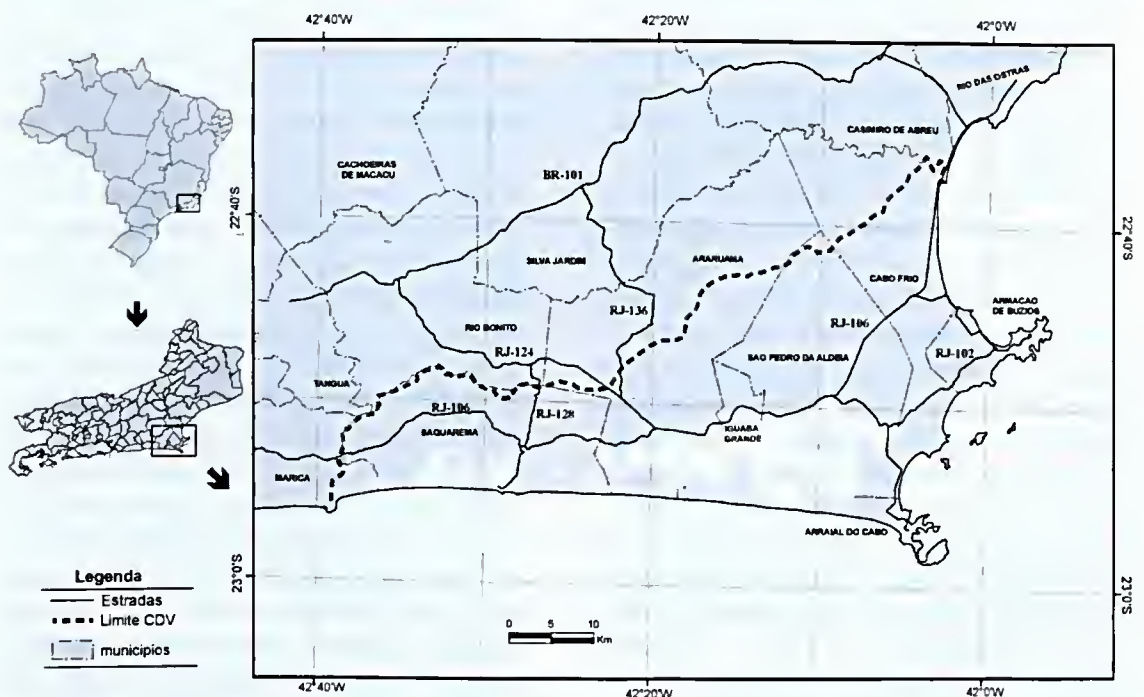 42°40'W
42°20'W
42°0'W
RIO DAS OSTRAS
CASIMIRO DE ABREU
CACHOEIRAS
DE MACACU
BR-101
22°40'S
22°40'S
SILVA JARDIM
ARARUAMA
CABO FRIO
ARMACAO
DE BUZIOS
RJ-136
RJ-106
RIO BONITO
RJ-124
SAO PEDRO DA ALDEIA
RJ-102
TANGUA
RJ-106
RJ-128
SAQUAREMA
IGUABA
GRANDE
MARICA
ARRAIAL DO CABO
23°0'S
23°0'S
Legenda
Estradas
Limite CDV
municípios
0 5 10
Km
42°40'W
42°20'W
42°0'W